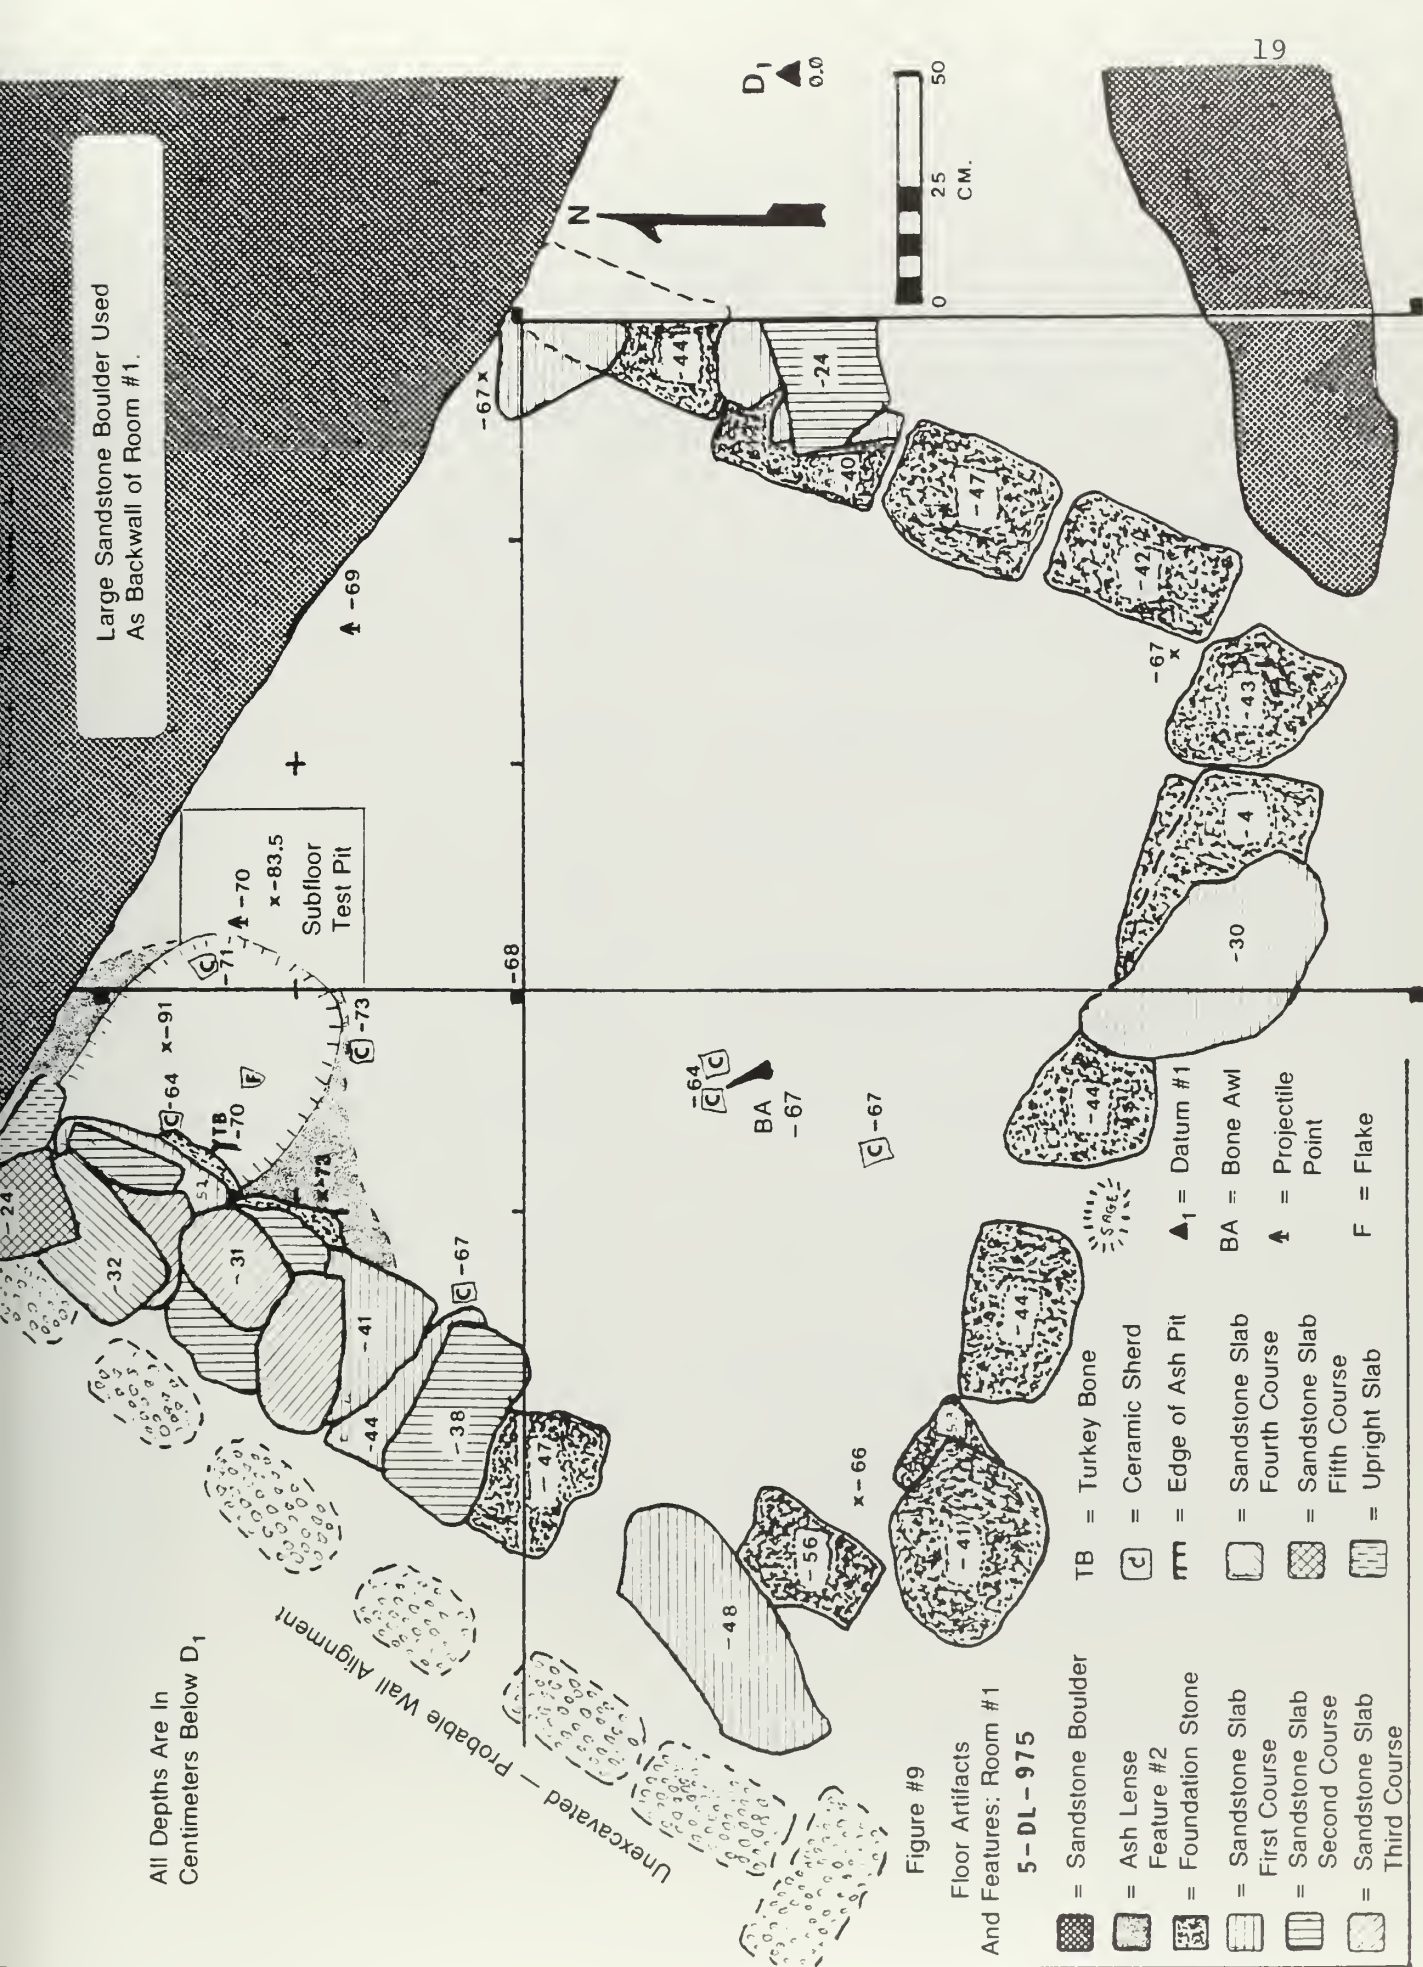 19
Large Sandstone Boulder Used
As Backwall of Room #1.
D1
0.0
N
0
25
50
CM.
All Depths Are In
Centimeters Below D1
Unexcavated — Probable Wall Alignment
-67 x
-69
-70
x-83.5
Subfloor
Test Pit
C
-71
x-91
C-64
F
TB
-70
C-73
x-73
-68
-24
-32
52
-31
-41
-44
-38
-47
C-67
-44
-24
-40
-47
-42
-67
x
-43
-4
-30
-44
SAGE
-44
53
-41
x-66
-56
-48
-64
C
C
BA
-67
C-67
Figure #9
Floor Artifacts
And Features: Room #1
5-DL-975
= Sandstone Boulder
= Ash Lense
Feature #2
= Foundation Stone
= Sandstone Slab
First Course
= Sandstone Slab
Second Course
= Sandstone Slab
Third Course
TB = Turkey Bone
C = Ceramic Sherd
= Edge of Ash Pit
= Sandstone Slab
Fourth Course
= Sandstone Slab
Fifth Course
= Upright Slab
1 = Datum #1
BA = Bone Awl
= Projectile
Point
F = Flake